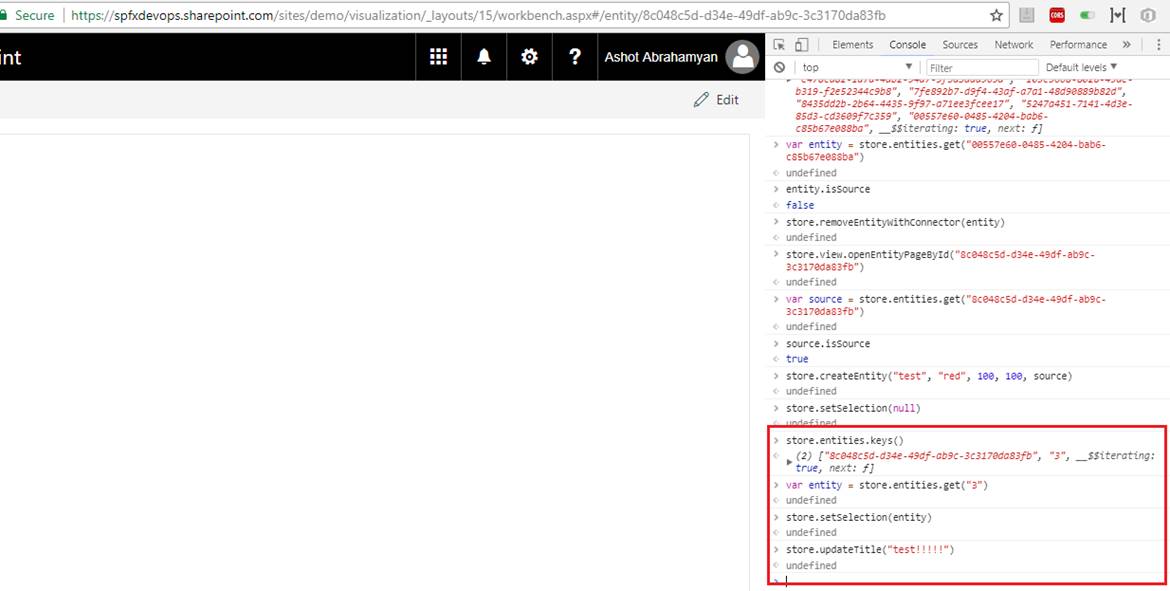 Secure
https://spfxdevops.sharepoint.com/sites/demo/visualization/_layouts/15/workbench.aspx#/entity/8c048c5d-d34e-49df-ab9c-3c3170da83fb
CORS
int
?
Ashot Abrahamyan
Edit
Elements Console Sources Network Performance »
top
Filter
Default levels ▼
b319-f2e52344c9b8", "7fe892b7-d9f4-43af-a7a1-48d90889b82d",
"8435dd2b-2b64-4435-9f97-a71ee3fcee17", "5247a451-7141-4d3e-
85d3-cd3609f7c359", "00557e60-0485-4204-bab6-
c85b67e088ba", __$$iterating: true, next: ƒ]
> var entity = store.entities.get("00557e60-0485-4204-bab6-
c85b67e088ba")
undefined
> entity.isSource
false
> store.removeEntityWithConnector(entity)
undefined
> store.view.openEntityPageById("8c048c5d-d34e-49df-ab9c-
3c3170da83fb")
undefined
> var source = store.entities.get("8c048c5d-d34e-49df-ab9c-
3c3170da83fb")
undefined
> source.isSource
true
> store.createEntity("test", "red", 100, 100, source)
undefined
> store.setSelection(null)
undefined
> store.entities.keys()
(2) ["8c048c5d-d34e-49df-ab9c-3c3170da83fb", "3", __$$iterating:
true, next: ƒ]
> var entity = store.entities.get("3")
undefined
> store.setSelection(entity)
undefined
> store.updateTitle("test!!!!!")
undefined
>